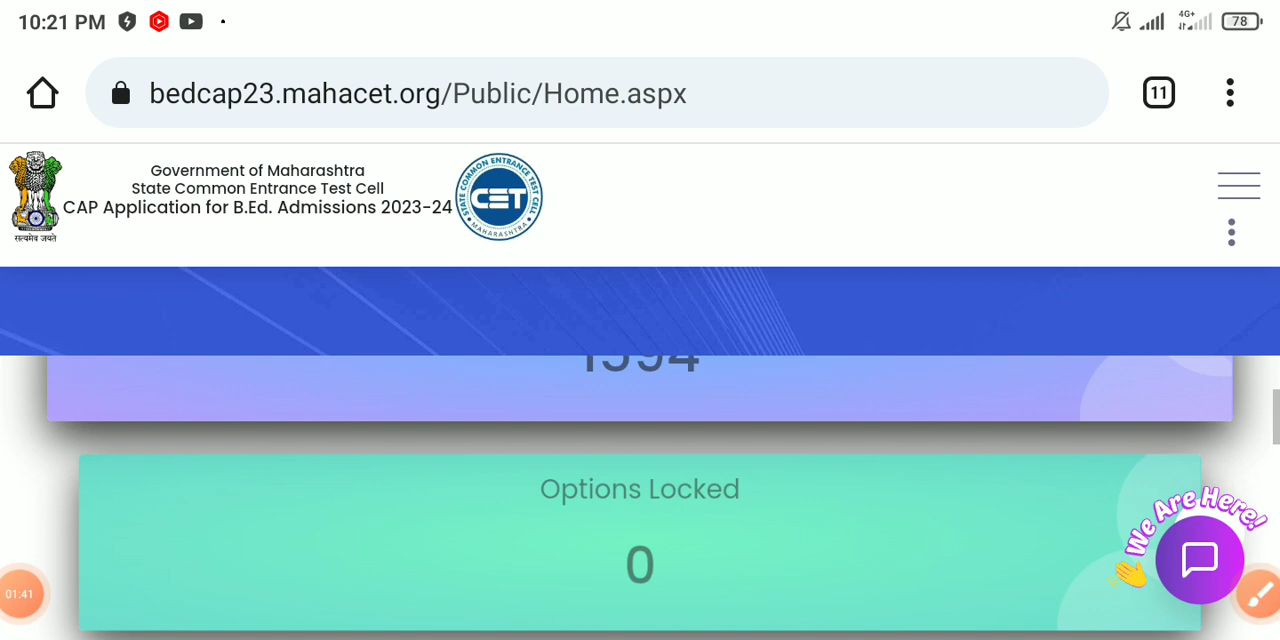 10:21 PM
4G+
78
bedcap23.mahacet.org/Public/Home.aspx
11
Government of Maharashtra
State Common Entrance Test Cell
CAP Application for B.Ed. Admissions 2023-24
सत्यमेव जयते
STATE COMMON ENTRANCE TEST CELL
CET
MAHARASHTRA
1594
Options Locked
0
We Are Here!
01:41